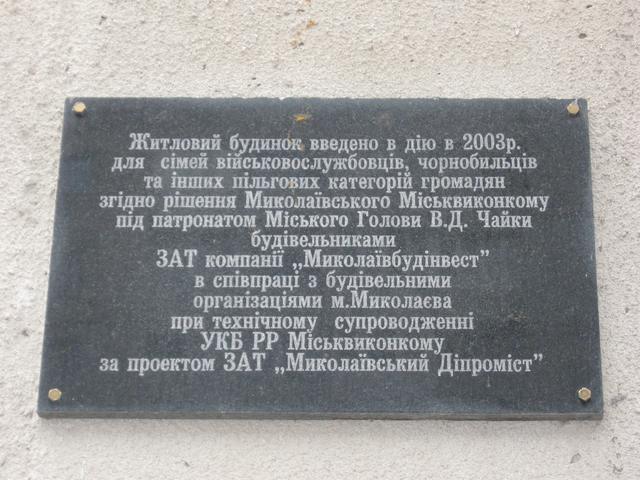 Житловий будинок введено в дію в 2003р.
для сімей військовослужбовців, чорнобильців
та інших пільгових категорій громадян
згідно рішення Миколаївського Міськвиконкому
під патронатом Міського Голови В.Д. Чайки
будівельниками
ЗАТ компанії „Миколаївбудінвест”
в співпраці з будівельними
організаціями м.Миколаєва
при технічному супроводженні
УКБ РР Міськвиконкому
за проектом ЗАТ „Миколаївський Діпроміст”